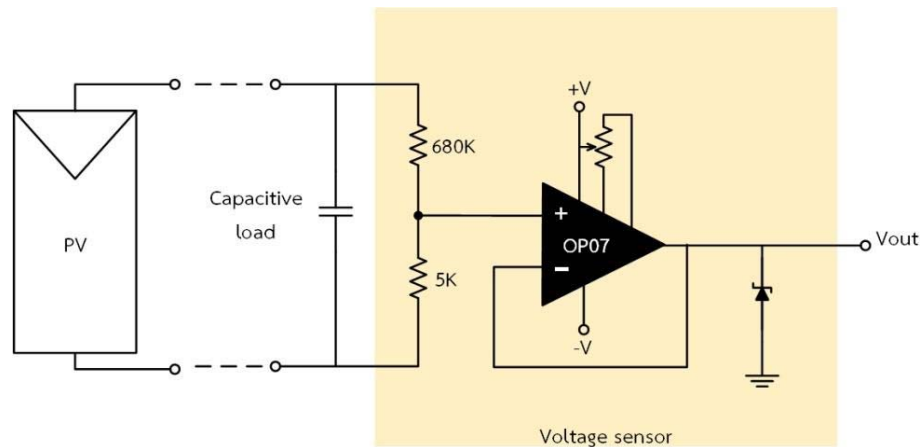 +V
680K
Capacitive
load
+
PV
OP07
Vout
−
5K
-V
Voltage sensor